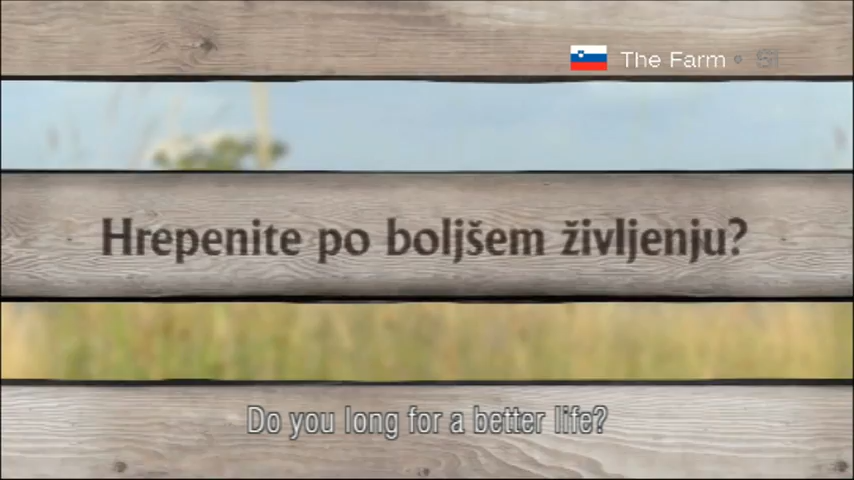 The Farm •
Hrepenite po boljšem življenju?
Do you long for a better life?